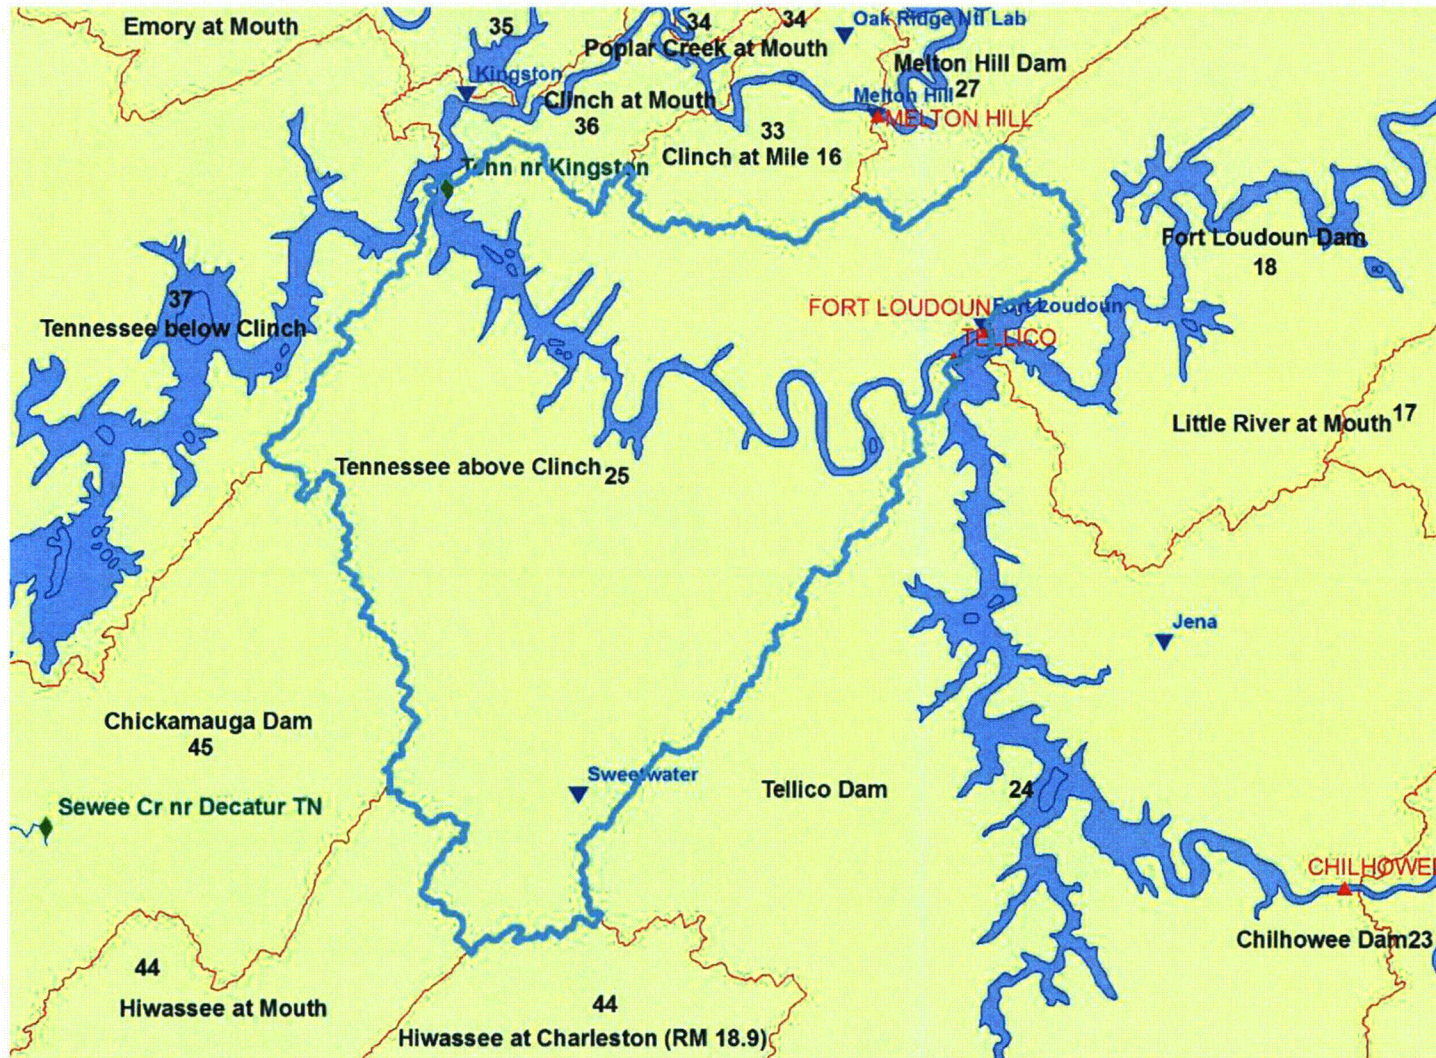 Emory at Mouth
35
34
34
Oak Ridge Ntl Lab
Poplar Creek at Mouth
Melton Hill Dam
27
Kingston
Clinch at Mouth
36
Melton Hill
MELTON HILL
33
Clinch at Mile 16
Tenn nr Kingston
Fort Loudoun Dam
18
37
Tennessee below Clinch
FORT LOUDOUN
Fort Loudoun
TELLICO
Little River at Mouth 17
Tennessee above Clinch 25
Jena
Chickamauga Dam
45
Sweetwater
Tellico Dam
24
Sewee Cr nr Decatur TN
CHILHOWEE
Chilhowee Dam23
44
Hiwassee at Mouth
44
Hiwassee at Charleston (RM 18.9)